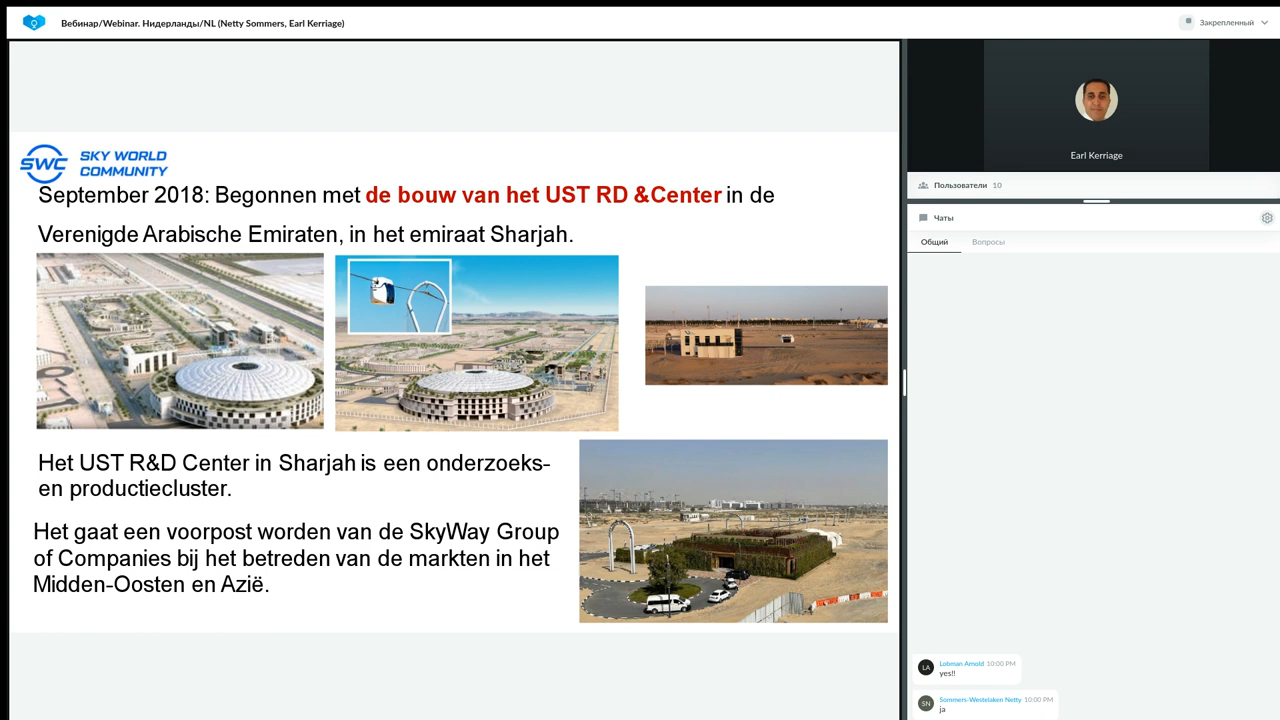 Вебинар/Webinar. Нидерланды/NL (Netty Sommers, Earl Kerriage)
Закрепленный
SWC SKY WORLD
COMMUNITY
September 2018: Begonnen met de bouw van het UST RD &Center in de
Verenigde Arabische Emiraten, in het emiraat Sharjah.
Het UST R&D Center in Sharjah is een onderzoeks-
en productiecluster.
Het gaat een voorpost worden van de SkyWay Group
of Companies bij het betreden van de markten in het
Midden-Oosten en Azië.
Earl Kerriage
Пользователи 10
Чаты
Общий Вопросы
LA Lobman Arnold 10:00 PM
yes!!
SN Sommers-Westelaken Netty 10:00 PM
ja